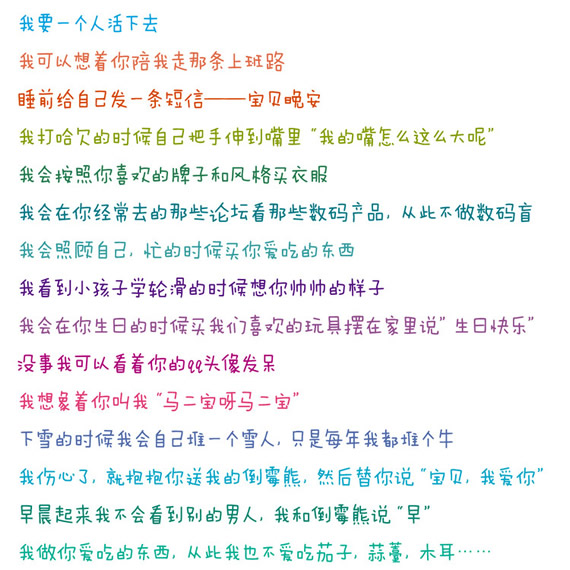 我要一个人活下去
我可以想着你陪我走那条上班路
睡前给自己发一条短信——宝贝晚安
我打哈欠的时候自己把手伸到嘴里“我的嘴怎么这么大呢”
我会按照你喜欢的牌子和风格买衣服
我会在你经常去的那些论坛看那些数码产品, 从此不做数码盲
我会照顾自己, 忙的时候买你爱吃的东西
我看到小孩子学轮滑的时候想你帅帅的样子
我会在你生日的时候买我们喜欢的玩具摆在家里说”生日快乐”
没事我可以看着你的qq头像发呆
我想象着你叫我“马二宝呀马二宝”
下雪的时候我会自己堆一个雪人, 只是每年我都堆个牛
我伤心了, 就抱抱你送我的倒霉熊, 然后替你说“宝贝, 我爱你”
早晨起来我不会看到别的男人, 我和倒霉熊说“早”
我做你爱吃的东西, 从此我也不爱吃茄子, 蒜薹, 木耳……